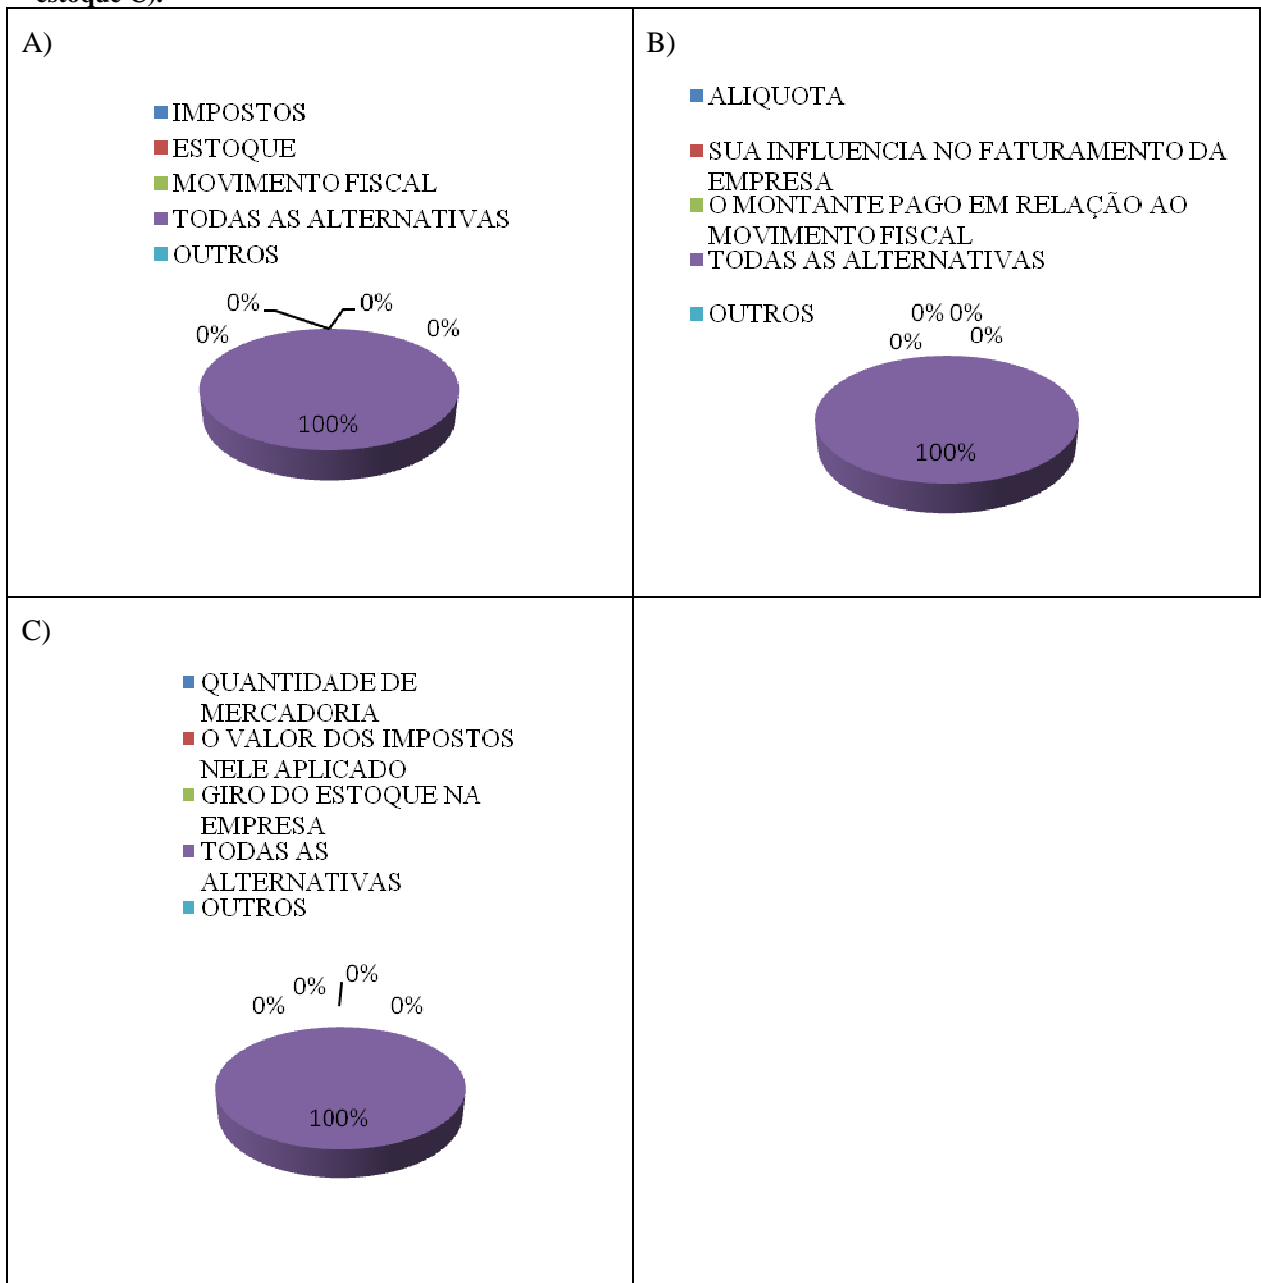 estoque C).
A)
IMPOSTOS
ESTOQUE
MOVIMENTO FISCAL
TODAS AS ALTERNATIVAS
OUTROS
0% 0%
0% 0%
100%
B)
ALIQUOTA
SUA INFLUENCIA NO FATURAMENTO DA
EMPRESA
O MONTANTE PAGO EM RELAÇÃO AO
MOVIMENTO FISCAL
TODAS AS ALTERNATIVAS
OUTROS
0% 0%
0% 0%
100%
C)
QUANTIDADE DE
MERCADORIA
O VALOR DOS IMPOSTOS
NELE APLICADO
GIRO DO ESTOQUE NA
EMPRESA
TODAS AS
ALTERNATIVAS
OUTROS
0% 0% 0% 0%
100%